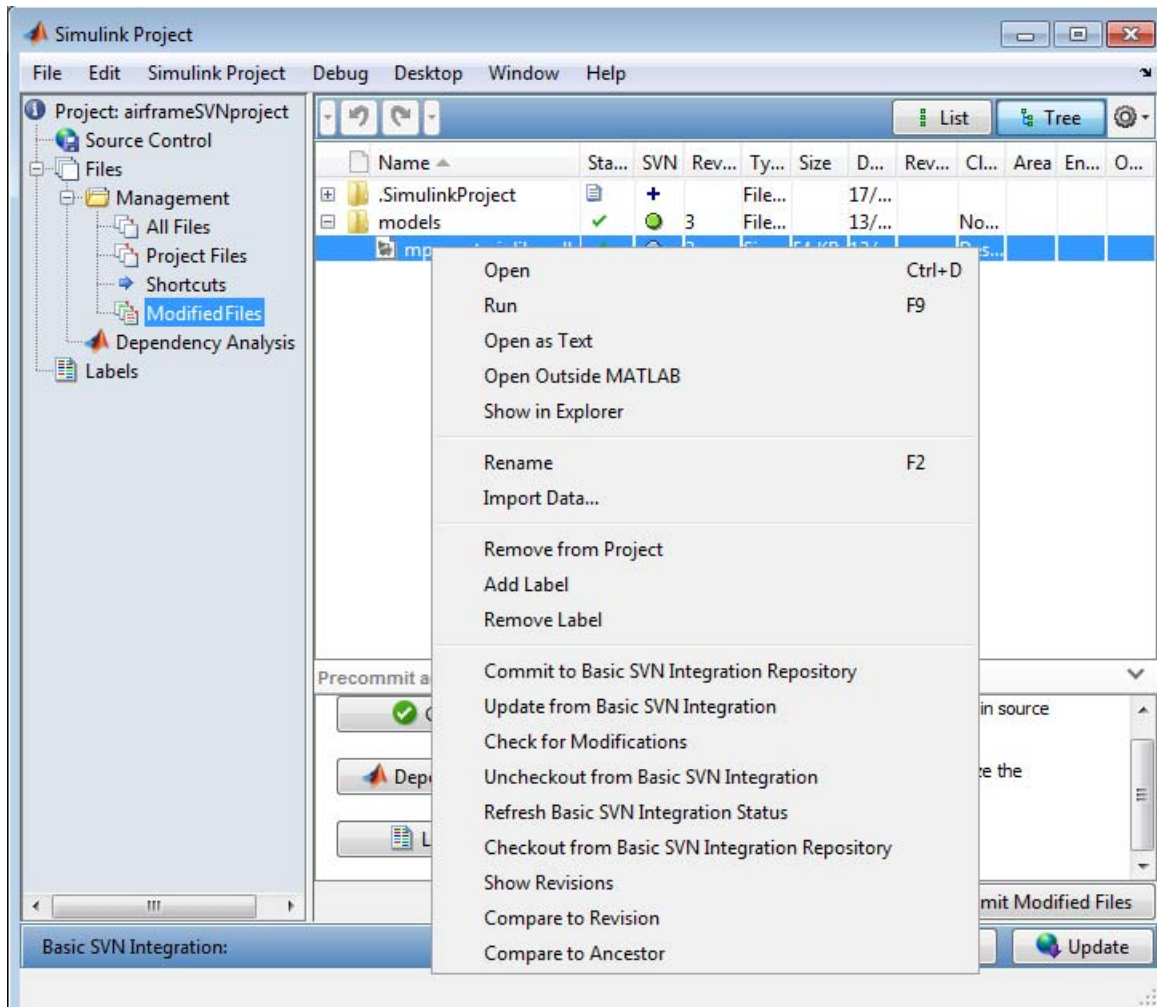 Simulink Project
File Edit Simulink Project Debug Desktop Window Help
Project: airframeSVNproject
Source Control
Files
Management
All Files
Project Files
Shortcuts
ModifiedFiles
Dependency Analysis
Labels
List Tree
Name Sta... SVN Rev... Ty... Size D... Rev... Cl... Area En... O...
.SimulinkProject File... 17/...
models 3 File... 13/... No...
Open Ctrl+D
Run F9
Open as Text
Open Outside MATLAB
Show in Explorer
Rename F2
Import Data...
Remove from Project
Add Label
Remove Label
Commit to Basic SVN Integration Repository
Update from Basic SVN Integration
Check for Modifications
Uncheckout from Basic SVN Integration
Refresh Basic SVN Integration Status
Checkout from Basic SVN Integration Repository
Show Revisions
Compare to Revision
Compare to Ancestor
Precommit a
in source
Dep
ze the
L
mit Modified Files
Basic SVN Integration:
Update